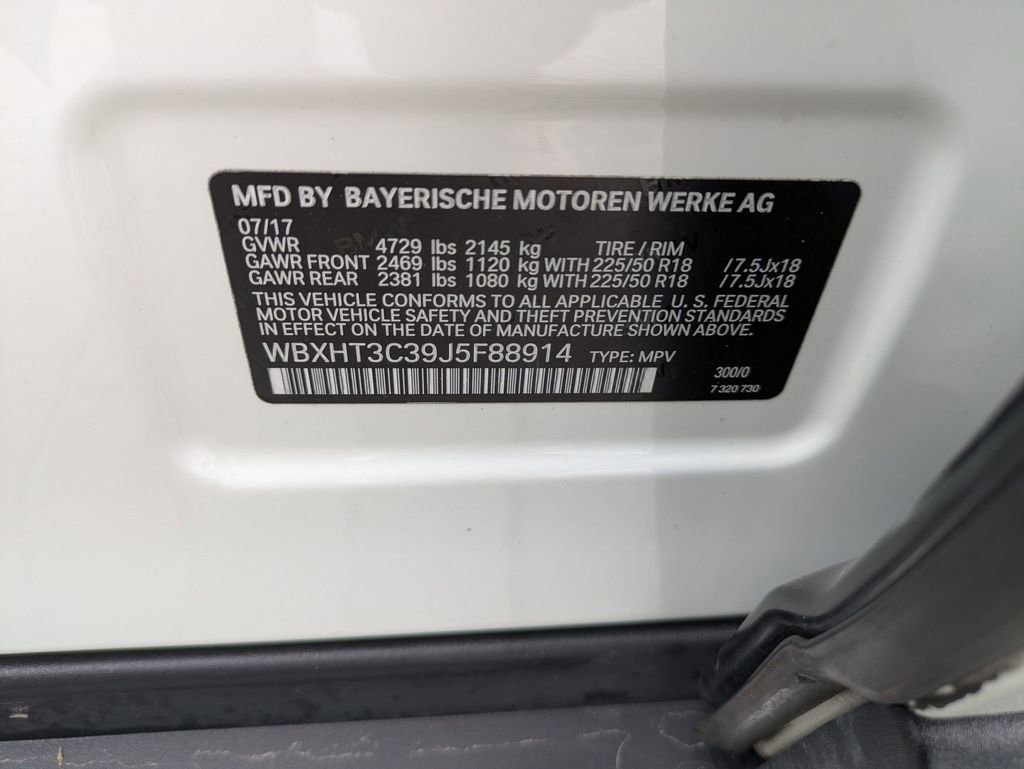 MFD BY BAYERISCHE MOTOREN WERKE AG
07/17
GVWR 4729 lbs 2145 kg TIRE / RIM
GAWR FRONT 2469 lbs 1120 kg WITH 225/50 R18 /7.5Jx18
GAWR REAR 2381 lbs 1080 kg WITH 225/50 R18 /7.5Jx18
THIS VEHICLE CONFORMS TO ALL APPLICABLE U. S. FEDERAL
MOTOR VEHICLE SAFETY AND THEFT PREVENTION STANDARDS
IN EFFECT ON THE DATE OF MANUFACTURE SHOWN ABOVE.
WBXHT3C39J5F88914 TYPE: MPV
300/0
7 320 730